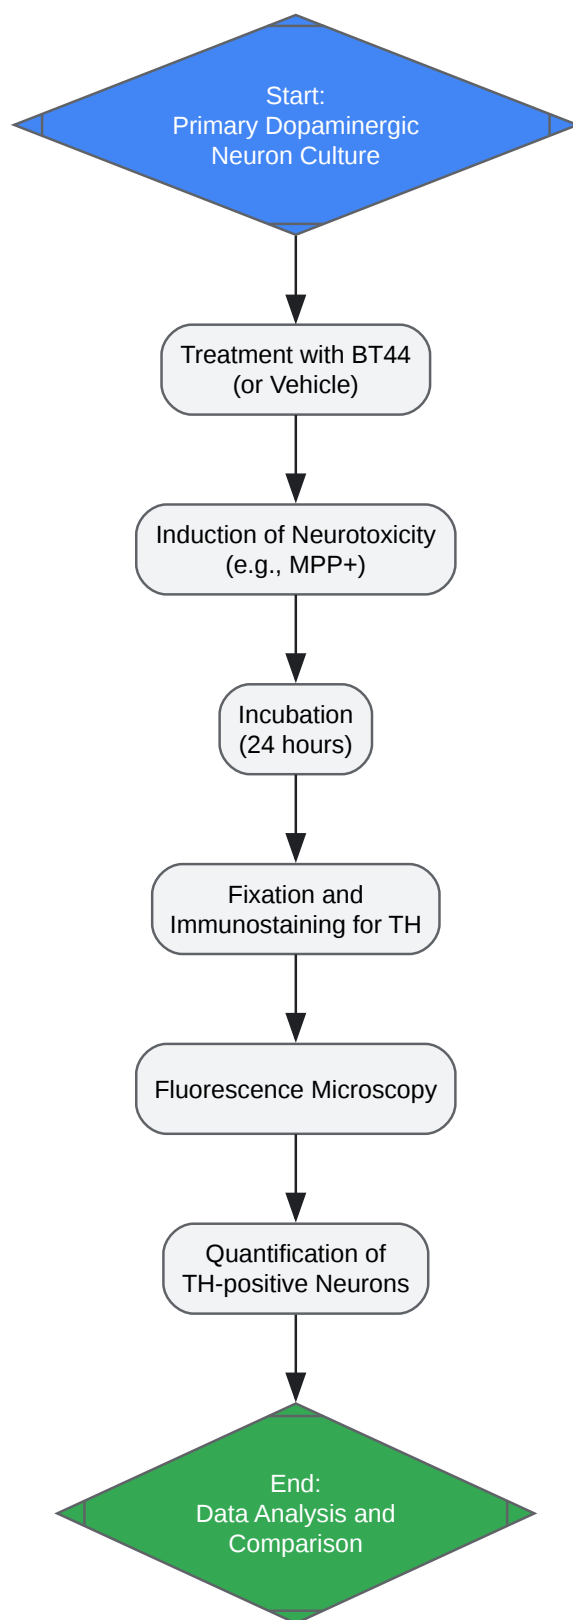 Start:
Primary Dopaminergic
Neuron Culture
Treatment with BT44
(or Vehicle)
Induction of Neurotoxicity
(e.g., MPP+)
Incubation
(24 hours)
Fixation and
Immunostaining for TH
Fluorescence Microscopy
Quantification of
TH-positive Neurons
End:
Data Analysis and
Comparison